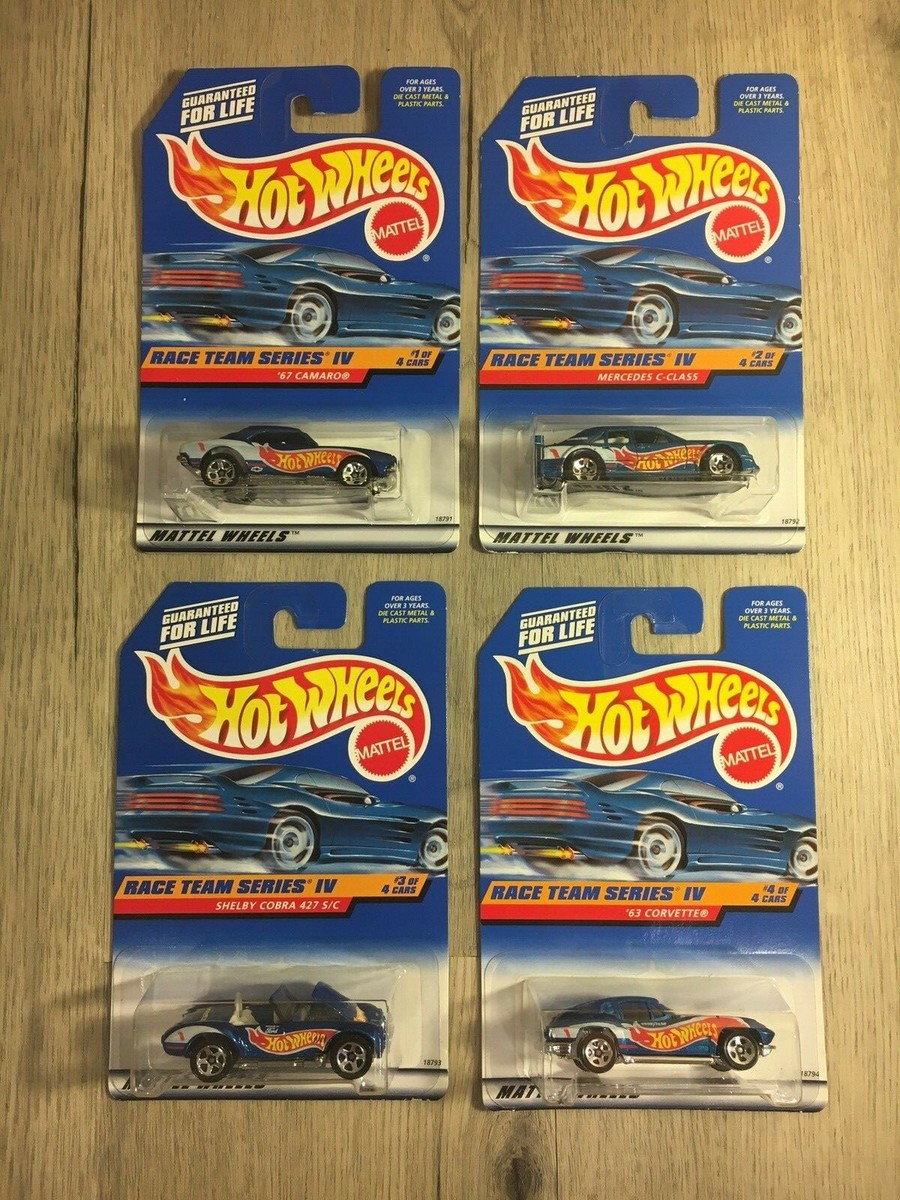 GUARANTEED
FOR LIFE
FOR AGES
OVER 3 YEARS.
DIE CAST METAL &
PLASTIC PARTS.
HOT WHEELS
MATTEL
®
RACE TEAM SERIES® IV
#1 OF
4 CARS
'67 CAMARO®
HOT WHEELS
18791
MATTEL WHEELS™
GUARANTEED
FOR LIFE
FOR AGES
OVER 3 YEARS.
DIE CAST METAL &
PLASTIC PARTS.
HOT WHEELS
MATTEL
®
RACE TEAM SERIES® IV
#2 OF
4 CARS
MERCEDES C-CLASS
HOT WHEELS
18792
MATTEL WHEELS™
GUARANTEED
FOR LIFE
FOR AGES
OVER 3 YEARS.
DIE CAST METAL &
PLASTIC PARTS.
HOT WHEELS
MATTEL
®
RACE TEAM SERIES® IV
#3 OF
4 CARS
SHELBY COBRA 427 S/C
Ford
HOT WHEELS
18793
WHEELS
GUARANTEED
FOR LIFE
FOR AGES
OVER 3 YEARS.
DIE CAST METAL &
PLASTIC PARTS.
HOT WHEELS
MATTEL
®
RACE TEAM SERIES® IV
#4 OF
4 CARS
'63 CORVETTE®
HOT WHEELS
18794